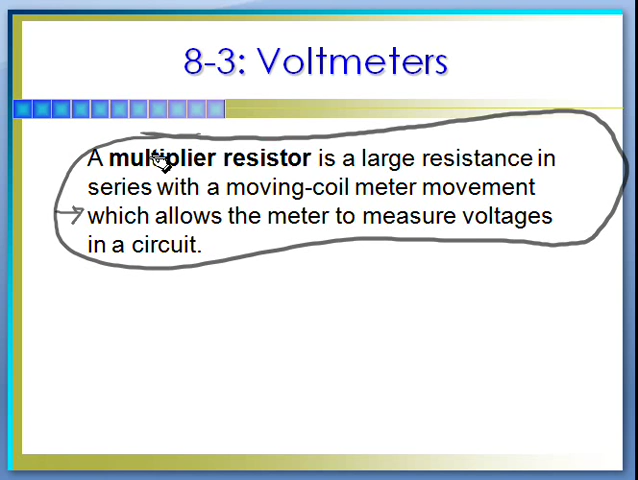 8-3: Voltmeters
A multiplier resistor is a large resistance in
series with a moving-coil meter movement
which allows the meter to measure voltages
in a circuit.